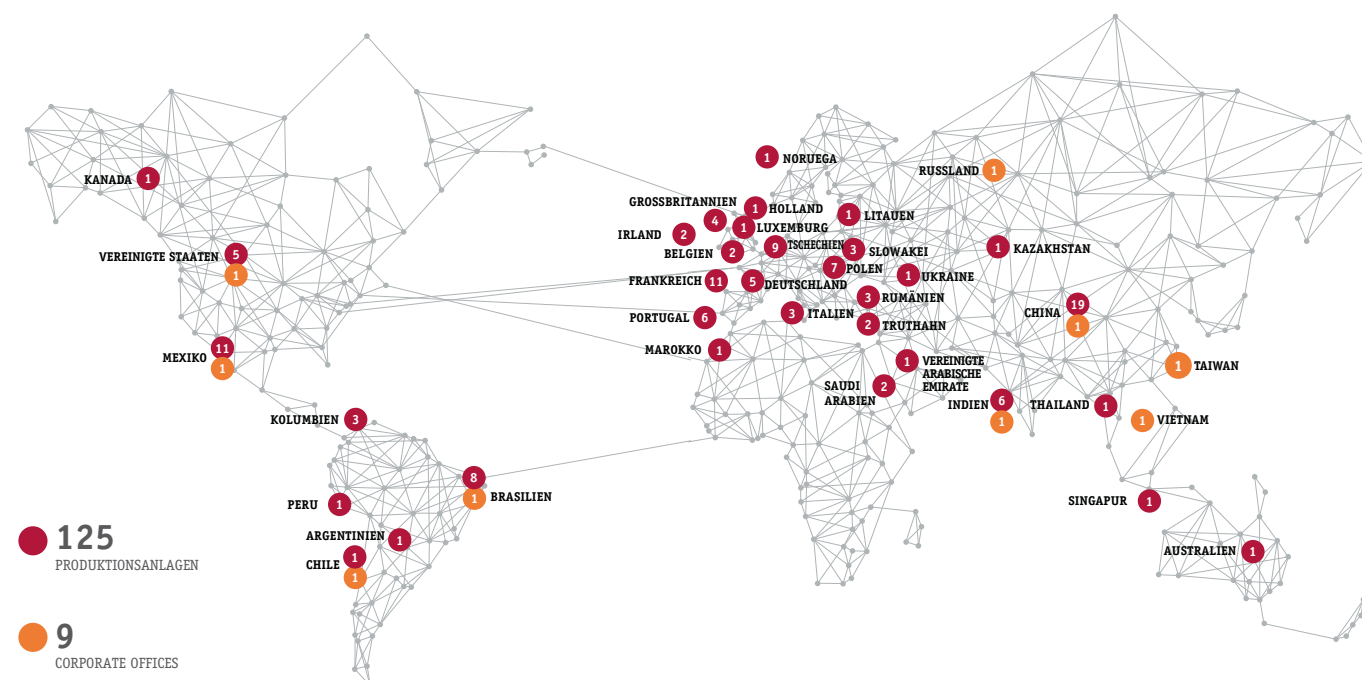 NORUEGA
1
RUSSLAND
1
KANADA
1
GROSSBRITANNIEN
4
1
HOLLAND
1
LITAUEN
1
LUXEMBURG
IRLAND
2
BELGIEN
2
9
TSCHECHIEN
3
SLOWAKEI
1
KAZAKHSTAN
VEREINIGTE STAATEN
5
1
7
POLEN
1
UKRAINE
FRANKREICH
11
5
DEUTSCHLAND
3
RUMÄNIEN
CHINA
19
1
PORTUGAL
6
3
ITALIEN
2
TRUTHAHN
MEXIKO
11
1
MAROKKO
1
1
VEREINIGTE
ARABISCHE
EMIRATE
1
TAIWAN
SAUDI
ARABIEN
2
INDIEN
6
1
THAILAND
1
1
VIETNAM
KOLUMBIEN
3
8
1
BRASILIEN
PERU
1
SINGAPUR
1
ARGENTINIEN
1
CHILE
1
1
AUSTRALIEN
1
125
PRODUKTIONSANLAGEN
9
CORPORATE OFFICES